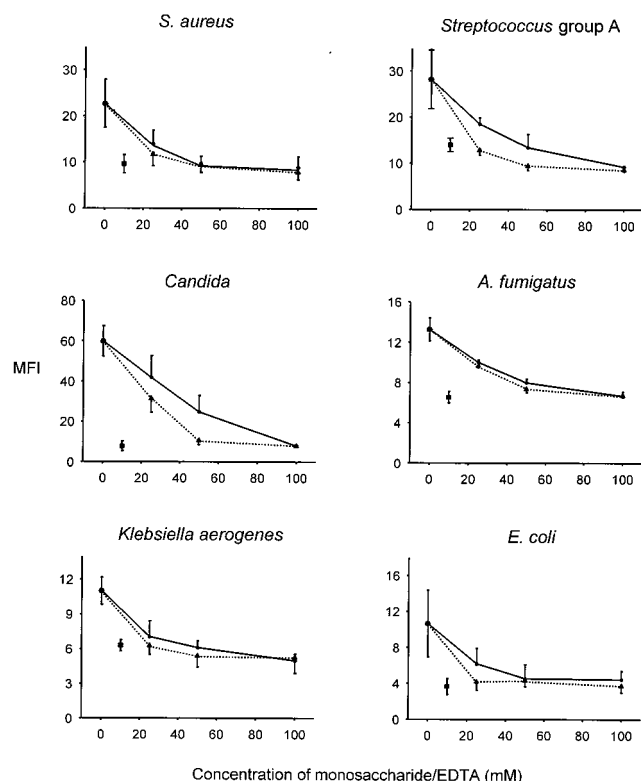 S. aureus
30
20
10
0
0 20 40 60 80 100
Streptococcus group A
30
20
10
0
0 20 40 60 80 100
Candida
MFI
80
60
40
20
0
0 20 40 60 80 100
A. fumigatus
16
12
8
4
0
0 20 40 60 80 100
Klebsiella aerogenes
12
9
6
3
0
0 20 40 60 80 100
E. coli
16
12
8
4
0
0 20 40 60 80 100
Concentration of monosaccharide/EDTA (mM)